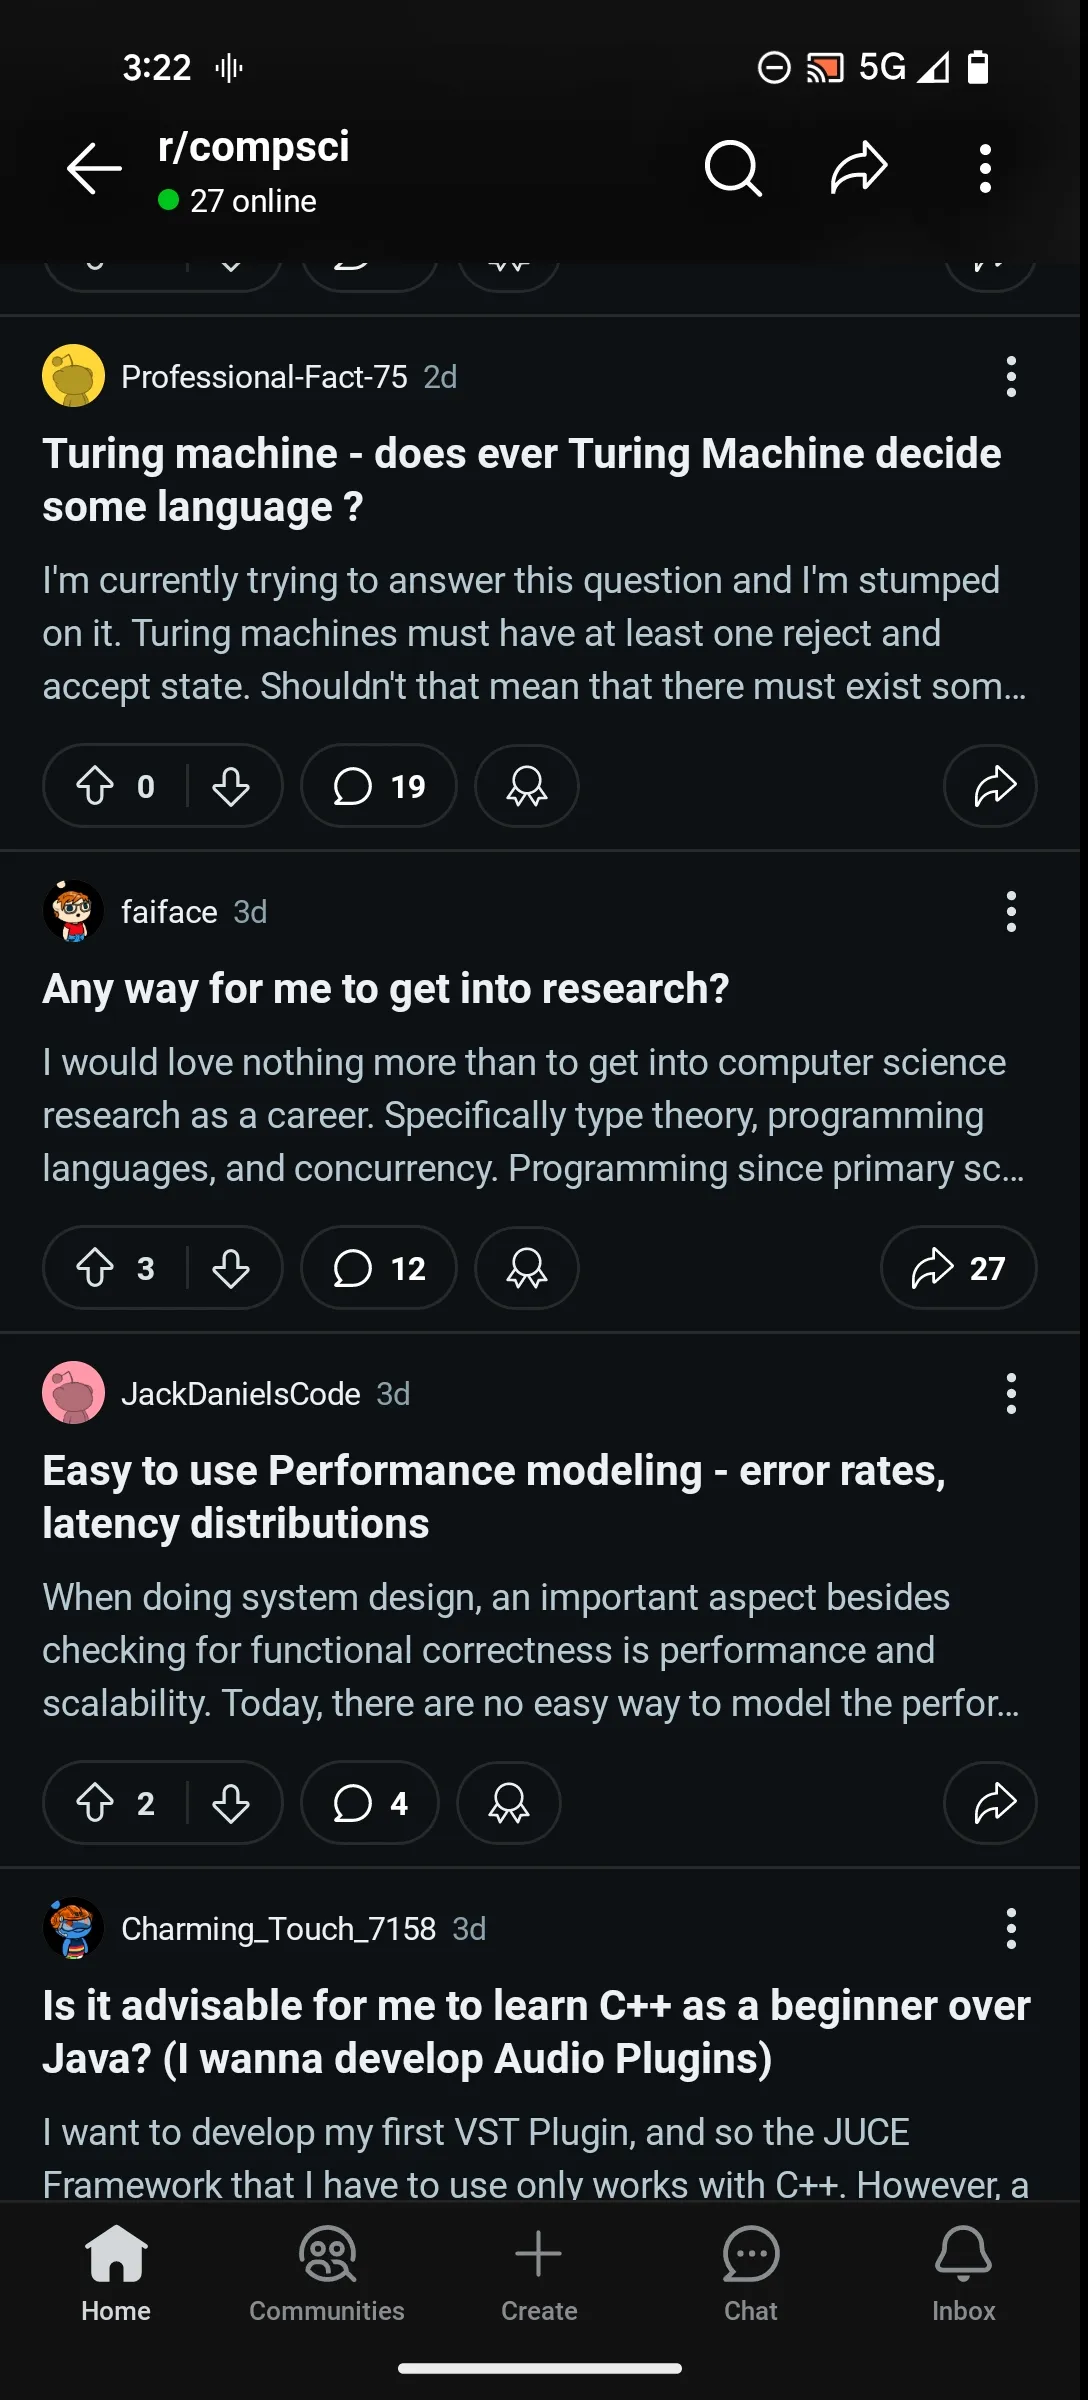 3:22 5G
r/compsci
27 online
Professional-Fact-75 2d
Turing machine - does ever Turing Machine decide
some language ?
I'm currently trying to answer this question and I'm stumped
on it. Turing machines must have at least one reject and
accept state. Shouldn't that mean that there must exist som...
0 19
faiface 3d
Any way for me to get into research?
I would love nothing more than to get into computer science
research as a career. Specifically type theory, programming
languages, and concurrency. Programming since primary sc...
3 12 27
JackDanielsCode 3d
Easy to use Performance modeling - error rates,
latency distributions
When doing system design, an important aspect besides
checking for functional correctness is performance and
scalability. Today, there are no easy way to model the perfor...
2 4
Charming_Touch_7158 3d
Is it advisable for me to learn C++ as a beginner over
Java? (I wanna develop Audio Plugins)
I want to develop my first VST Plugin, and so the JUCE
Framework that I have to use only works with C++. However, a
Home Communities Create Chat Inbox